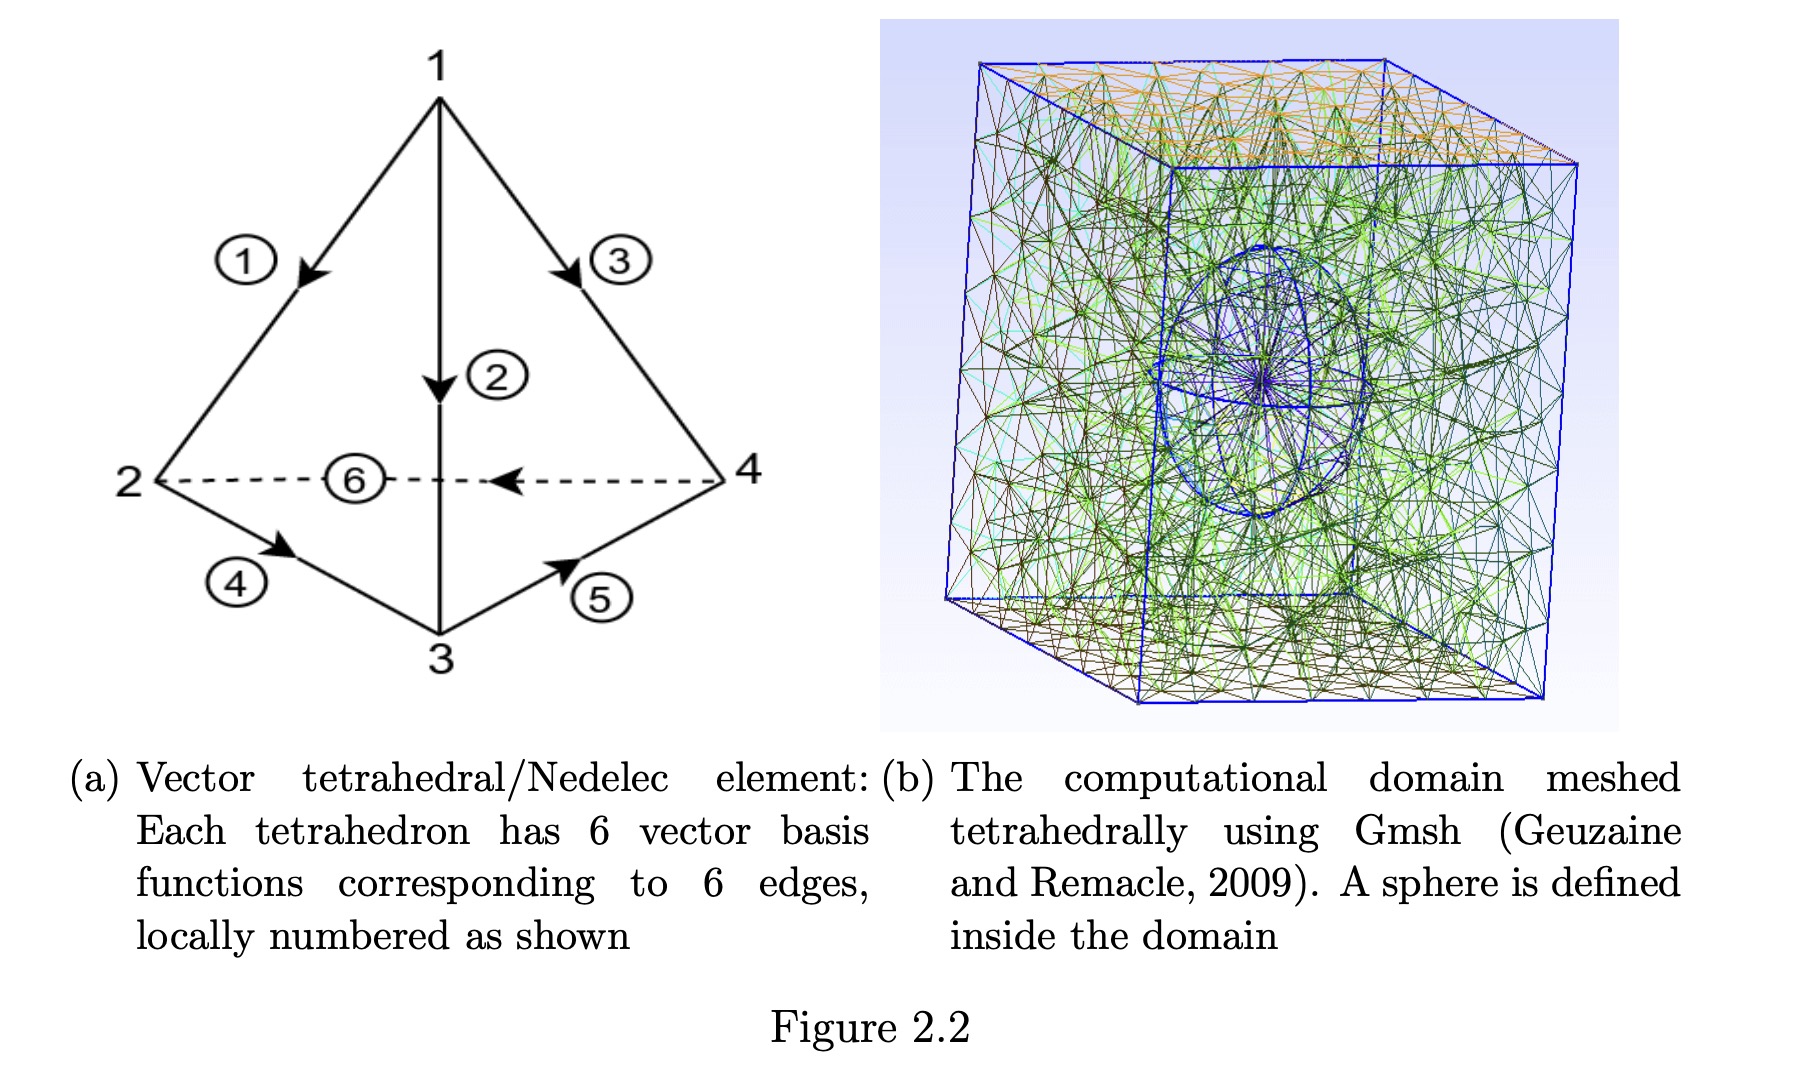 1
1
3
2
2
6
4
4
5
3
(a) Vector tetrahedral/Nedelec element:
Each tetrahedron has 6 vector basis
functions corresponding to 6 edges,
locally numbered as shown
(b) The computational domain meshed
tetrahedrally using Gmsh (Geuzaine
and Remacle, 2009). A sphere is defined
inside the domain
Figure 2.2